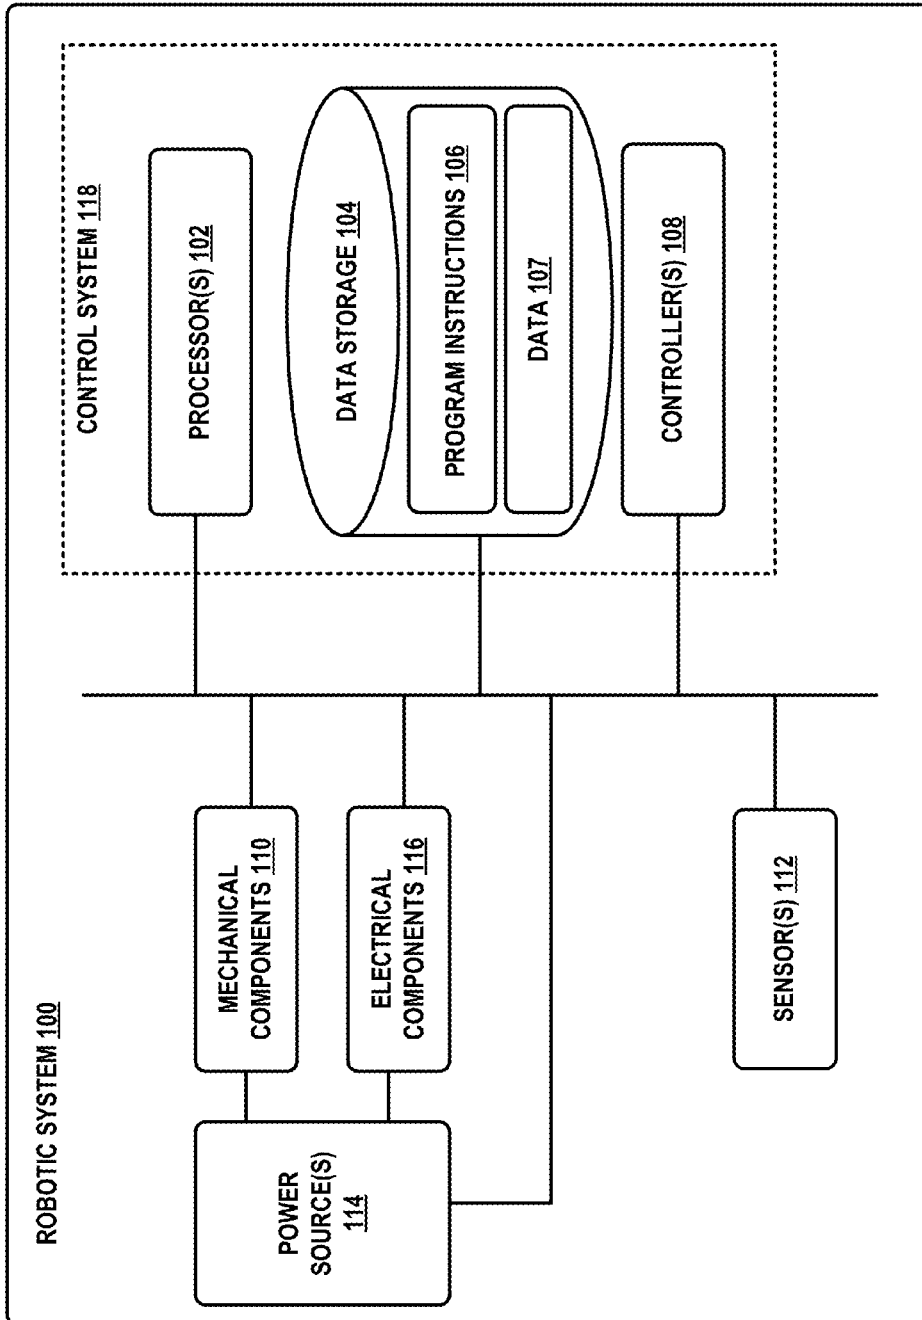 ROBOTIC SYSTEM 100
CONTROL SYSTEM 118
POWER
SOURCE(S)
114
MECHANICAL
COMPONENTS 110
ELECTRICAL
COMPONENTS 116
SENSOR(S) 112
PROCESSOR(S) 102
DATA STORAGE 104
PROGRAM INSTRUCTIONS 106
DATA 107
CONTROLLER(S) 108